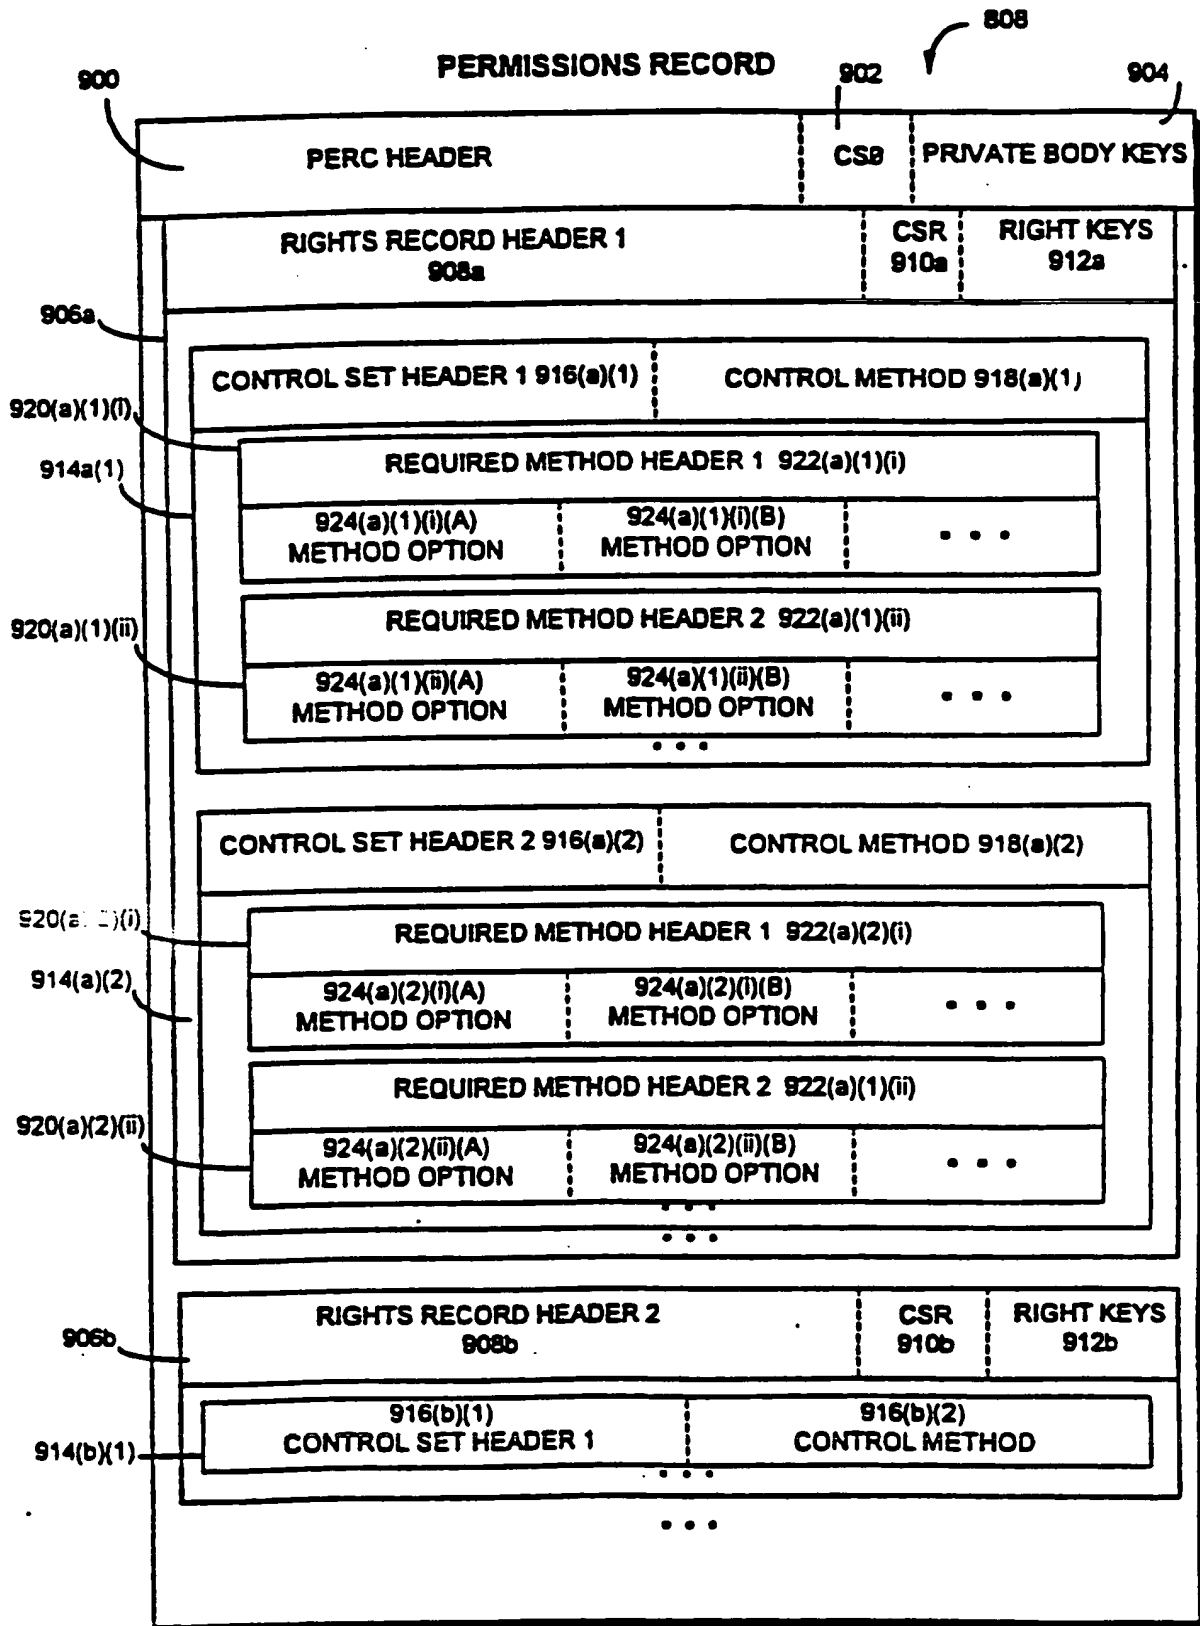 808
PERMISSIONS RECORD
900
902
904
PERC HEADER
CS0
PRIVATE BODY KEYS
RIGHTS RECORD HEADER 1
908a
CSR
910a
RIGHT KEYS
912a
906a
CONTROL SET HEADER 1 916(a)(1)
CONTROL METHOD 918(a)(1)
920(a)(1)(i)
REQUIRED METHOD HEADER 1 922(a)(1)(i)
914a(1)
924(a)(1)(i)(A)
METHOD OPTION
924(a)(1)(i)(B)
METHOD OPTION
• • •
920(a)(1)(ii)
REQUIRED METHOD HEADER 2 922(a)(1)(ii)
924(a)(1)(ii)(A)
METHOD OPTION
924(a)(1)(ii)(B)
METHOD OPTION
• • •
• • •
CONTROL SET HEADER 2 916(a)(2)
CONTROL METHOD 918(a)(2)
REQUIRED METHOD HEADER 1 922(a)(2)(i)
914(a)(2)
924(a)(2)(i)(A)
METHOD OPTION
924(a)(2)(i)(B)
METHOD OPTION
• • •
REQUIRED METHOD HEADER 2 922(a)(1)(ii)
920(a)(2)(ii)
924(a)(2)(ii)(A)
METHOD OPTION
924(a)(2)(ii)(B)
METHOD OPTION
• • •
• • •
• • •
RIGHTS RECORD HEADER 2
908b
CSR
910b
RIGHT KEYS
912b
906b
916(b)(1)
CONTROL SET HEADER 1
916(b)(2)
CONTROL METHOD
914(b)(1)
• • •
• • •